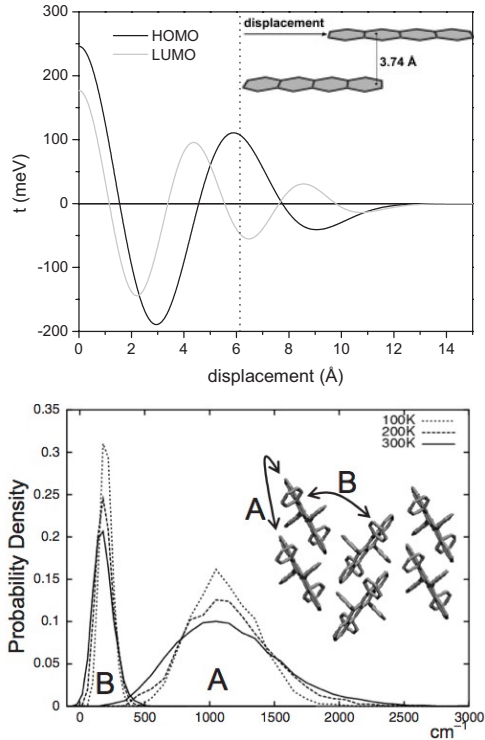 300
200
100
0
-100
-200
t (meV)
HOMO
LUMO
displacement
3.74 Å
0 2 4 6 8 10 12 14
displacement (Å)
0.35
0.3
0.25
0.2
0.15
0.1
0.05
0
Probability Density
100K
200K
300K
A
B
B
A
0 500 1000 1500 2000 2500 3000
cm⁻¹